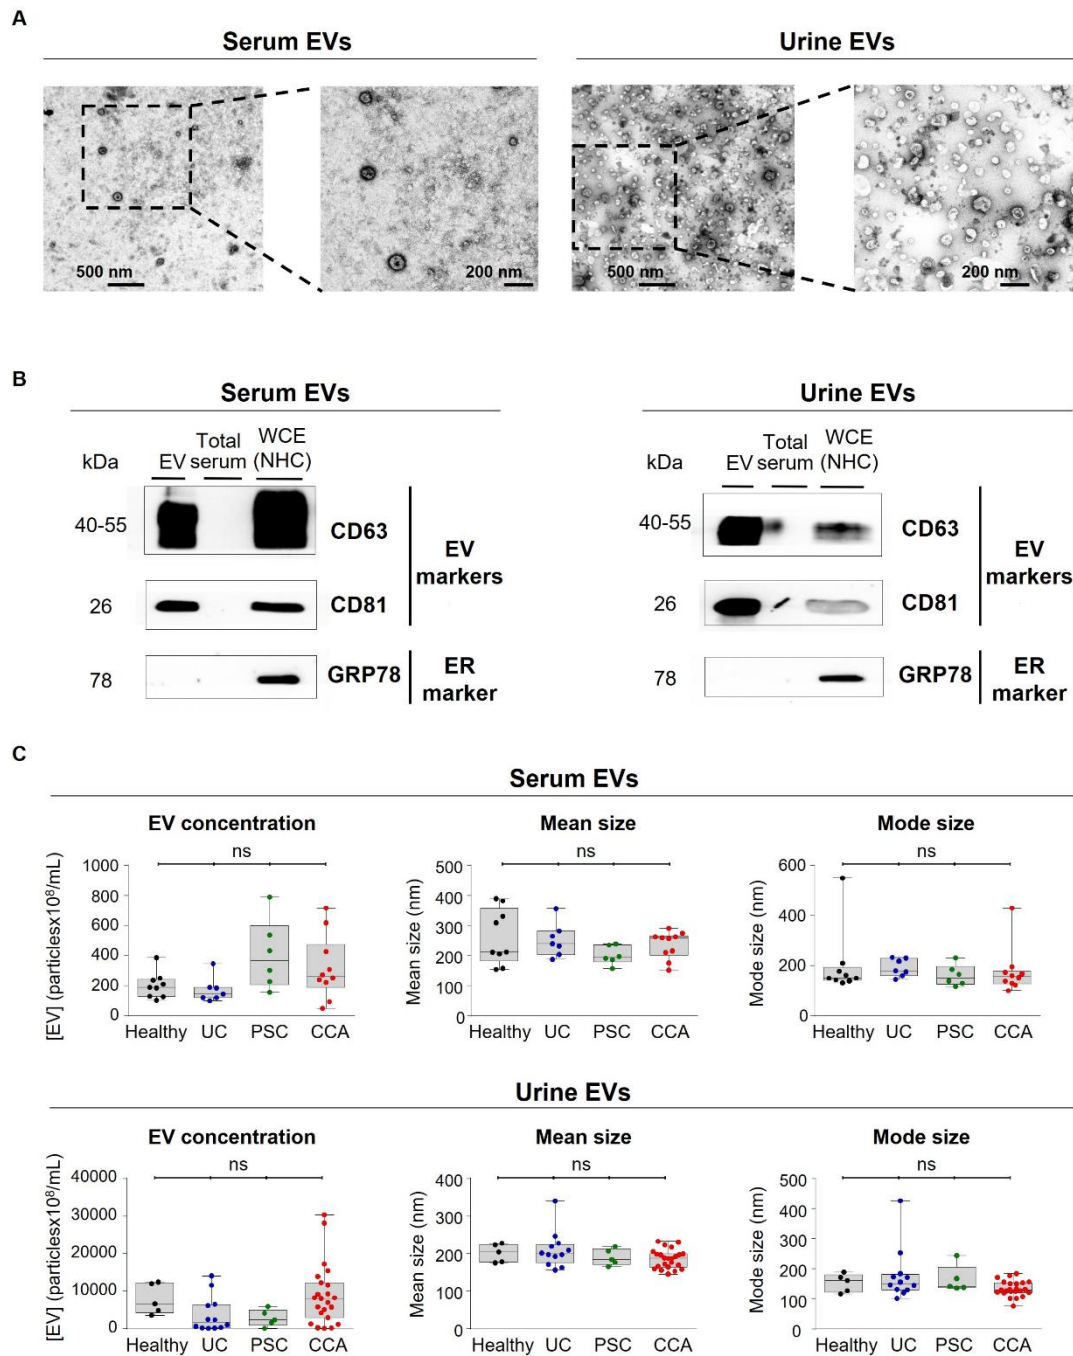 A
Serum EVs
Urine EVs
500 nm
200 nm
500 nm
200 nm
B
Serum EVs
Urine EVs
kDa
EV
Total
serum
WCE
(NHC)
40-55
CD63
26
CD81
EV
markers
78
GRP78
ER
marker
kDa
EV
Total
serum
WCE
(NHC)
40-55
CD63
26
CD81
EV
markers
78
GRP78
ER
marker
C
Serum EVs
EV concentration
Mean size
Mode size
ns
ns
ns
[EV] (particlesx10⁸/mL)
1000
800
600
400
200
0
Healthy UC PSC CCA
Mean size (nm)
500
400
300
200
100
0
Healthy UC PSC CCA
Mode size (nm)
600
400
200
0
Healthy UC PSC CCA
Urine EVs
EV concentration
Mean size
Mode size
ns
ns
ns
[EV] (particlesx10⁸/mL)
40000
30000
20000
10000
0
Healthy UC PSC CCA
Mean size (nm)
400
300
200
100
0
Healthy UC PSC CCA
Mode size (nm)
500
400
300
200
100
0
Healthy UC PSC CCA